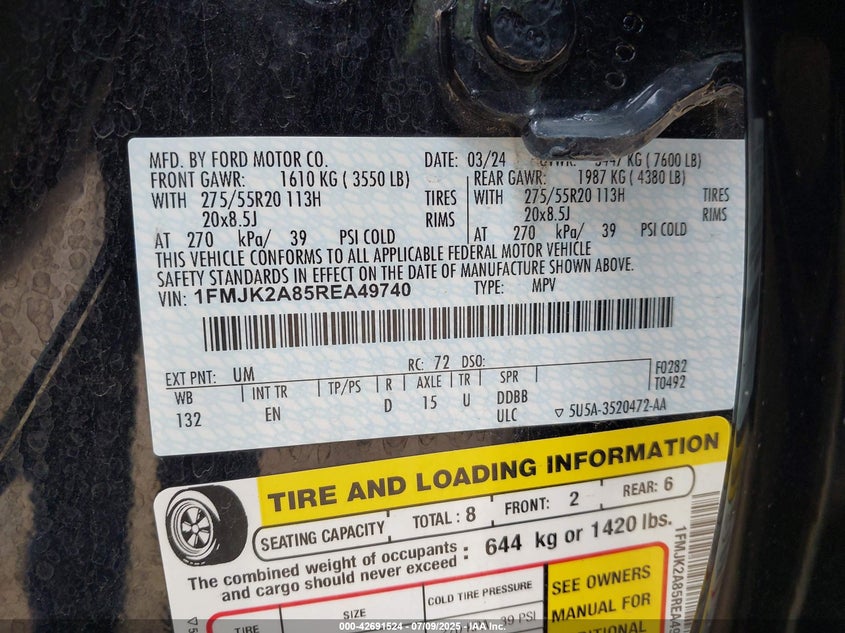 MFD. BY FORD MOTOR CO. DATE: 03/24 GVWR: 3447 KG (7600 LB)
FRONT GAWR: 1610 KG (3550 LB) REAR GAWR: 1987 KG (4380 LB)
WITH 275/55R20 113H TIRES WITH 275/55R20 113H TIRES
20x8.5J RIMS 20x8.5J RIMS
AT 270 kPa/ 39 PSI COLD AT 270 kPa/ 39 PSI COLD
THIS VEHICLE CONFORMS TO ALL APPLICABLE FEDERAL MOTOR VEHICLE
SAFETY STANDARDS IN EFFECT ON THE DATE OF MANUFACTURE SHOWN ABOVE.
VIN: 1FMJK2A85REA49740 TYPE: MPV
EXT PNT: UM RC: 72 DSO: F0282
T0492
WB INT TR TP/PS R AXLE TR SPR
132 EN D 15 U DDBB
ULC ▽ 5U5A-3520472-AA
TIRE AND LOADING INFORMATION
SEATING CAPACITY TOTAL: 8 FRONT: 2 REAR: 6
The combined weight of occupants
and cargo should never exceed : 644 kg or 1420 lbs.
TIRE SIZE COLD TIRE PRESSURE SEE OWNERS
MANUAL FOR
39 PSI
1FMJK2A85REA49
000-42691524 - 07/09/2025 - IAA Inc.